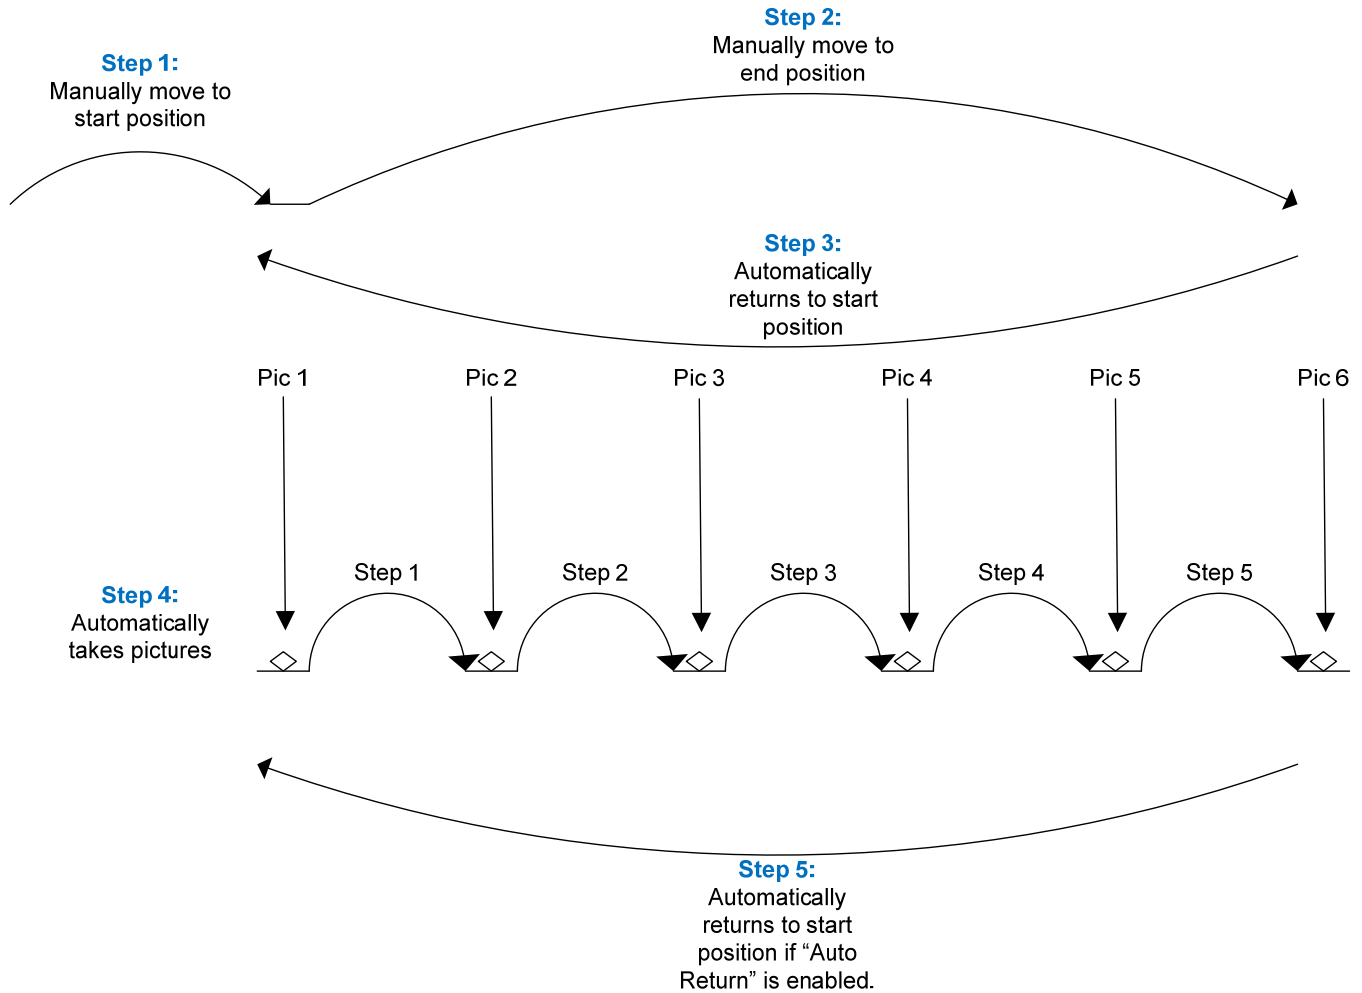 Step 1:
Manually move to
start position
Step 2:
Manually move to
end position
Step 3:
Automatically
returns to start
position
Pic 1
Pic 2
Pic 3
Pic 4
Pic 5
Pic 6
Step 4:
Automatically
takes pictures
Step 1
Step 2
Step 3
Step 4
Step 5
Step 5:
Automatically
returns to start
position if “Auto
Return” is enabled.